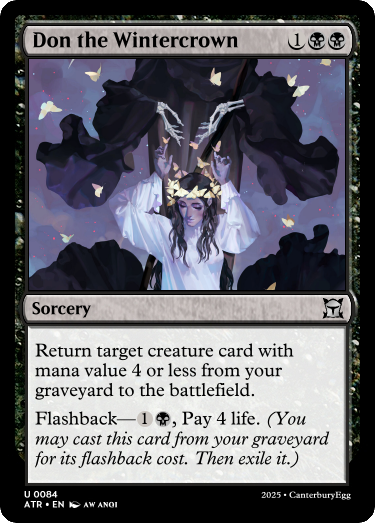 Don the Wintercrown 1
Sorcery
Return target creature card with
mana value 4 or less from your
graveyard to the battlefield.
Flashback—1, Pay 4 life. (You
may cast this card from your graveyard
for its flashback cost. Then exile it.)
U 0084
ATR • EN AW ANOI 2025 • CanterburyEgg